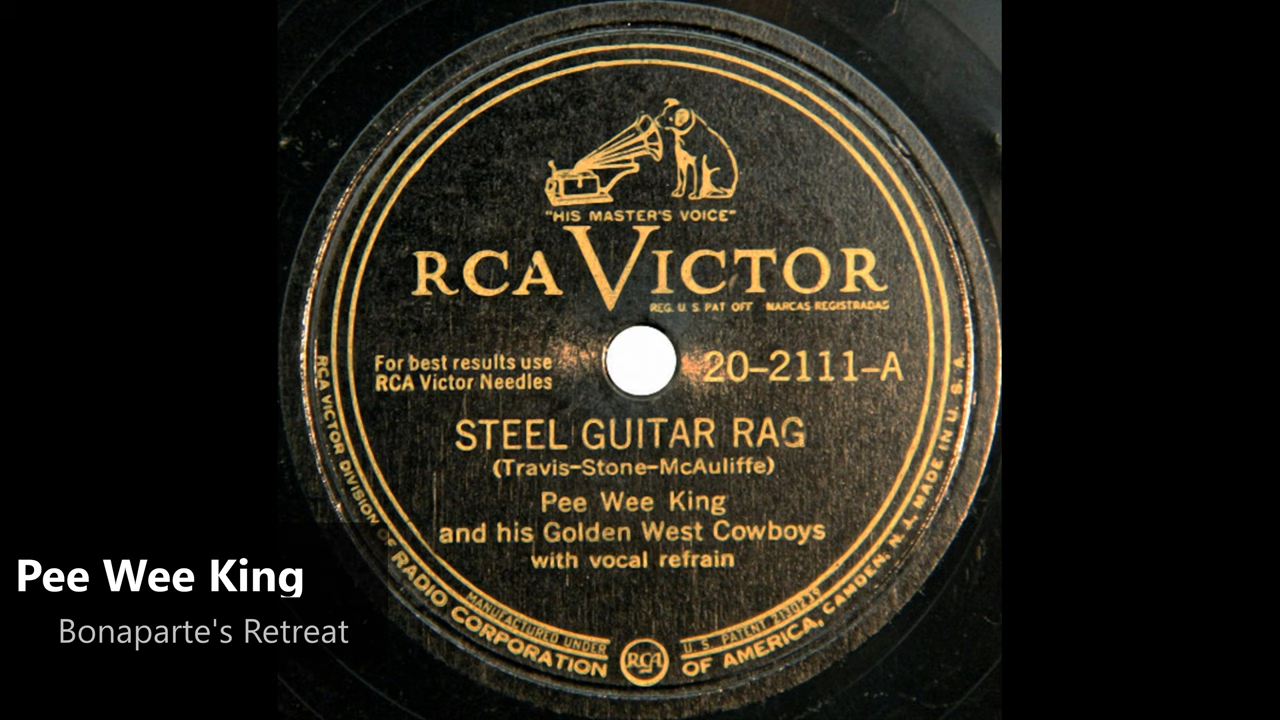 "HIS MASTER'S VOICE"
RCA VICTOR
REG. U. S. PAT. OFF. MARCAS REGISTRADAS
For best results use
RCA Victor Needles
20-2111-A
STEEL GUITAR RAG
(Travis-Stone-McAuliffe)
Pee Wee King
and his Golden West Cowboys
with vocal refrain
RCA VICTOR DIVISION OF RADIO CORPORATION OF AMERICA, CAMDEN, N. J., MADE IN U. S. A.
MANUFACTURED UNDER U. S. PATENT 2130239
RCA
Pee Wee King
Bonaparte's Retreat